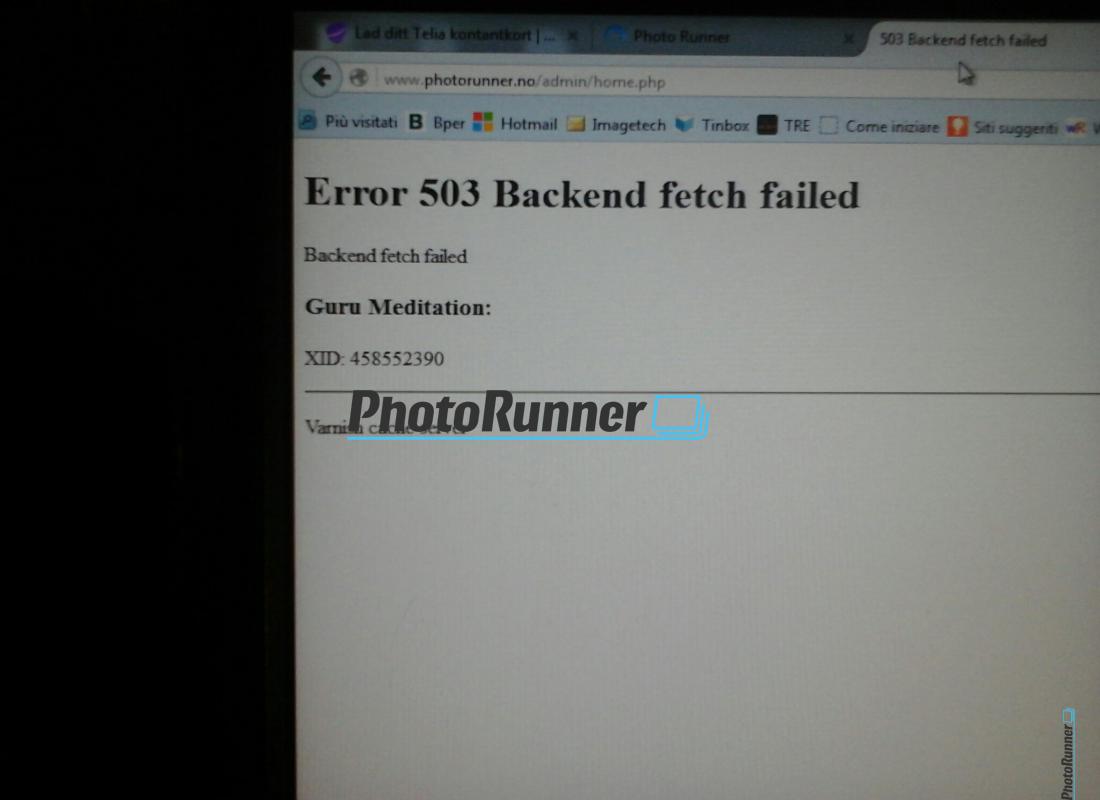 Lad ditt Telia kontantkort | ...
Photo Runner
503 Backend fetch failed
www.photorunner.no/admin/home.php
Più visitati
B Bper
Hotmail
Imagetech
Tinbox
TRE
Come iniziare
Siti suggeriti
wR
Error 503 Backend fetch failed
Backend fetch failed
Guru Meditation:
XID: 458552390
PhotoRunner
Varnish cache server
PhotoRunner